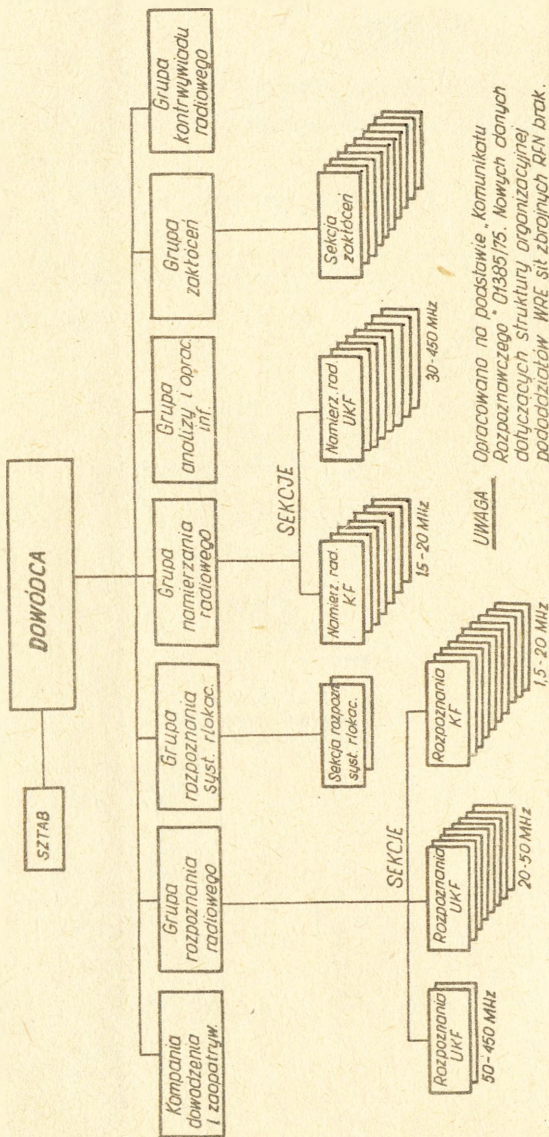 DOWÓDCA
SZTAB
Kompania
dowodzenia
i zaopatryw.
Grupa
rozpoznania
radiowego
Grupa
rozpoznania
syst. r/lokac.
Grupa
namierzania
radiowego
Grupa
analizy i oprac.
inf.
Grupa
zakłóceń
Grupa
kontrwywiadu
radiowego
SEKCJE
Rozpoznania
UKF
50-450 MHz
Rozpoznania
UKF
20-50 MHz
Rozpoznania
KF
1,5-20 MHz
Sekcja rozpozn
syst. r/lokac.
SEKCJE
Namierz. rad.
KF
15-20 MHz
Namierz. rad.
UKF
30-450 MHz
Sekcja
zakłóceń
UWAGA Opracowano na podstawie „Komunikatu
Rozpoznawczego" 01385/75. Nowych danych
dotyczących struktury organizacyjnej
pododdziałów WRE sił zbrojnych RFN brak.